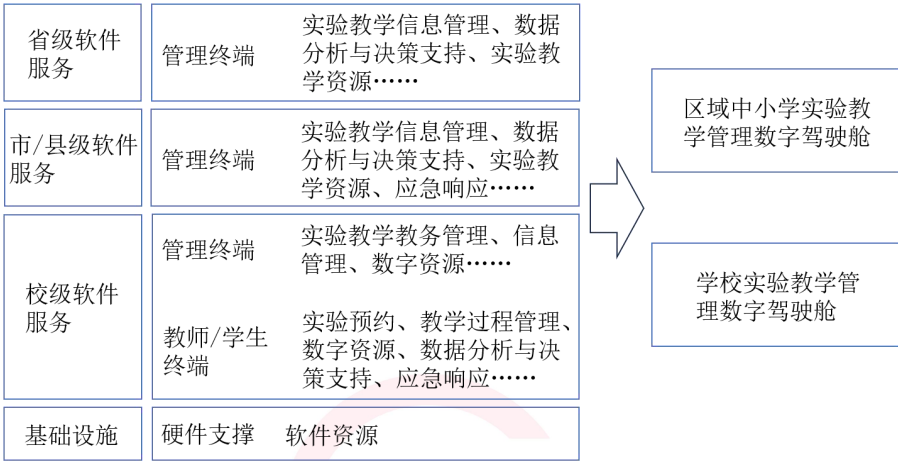 省级软件
服务
管理终端
实验教学信息管理、数据
分析与决策支持、实验教
学资源……
市/县级软件
服务
管理终端
实验教学信息管理、数据
分析与决策支持、实验教
学资源、应急响应……
校级软件
服务
管理终端
实验教学教务管理、信息
管理、数字资源……
教师/学生
终端
实验预约、教学过程管理、
数字资源、数据分析与决
策支持、应急响应……
基础设施
硬件支撑 软件资源
区域中小学实验教
学管理数字驾驶舱
学校实验教学管
理数字驾驶舱